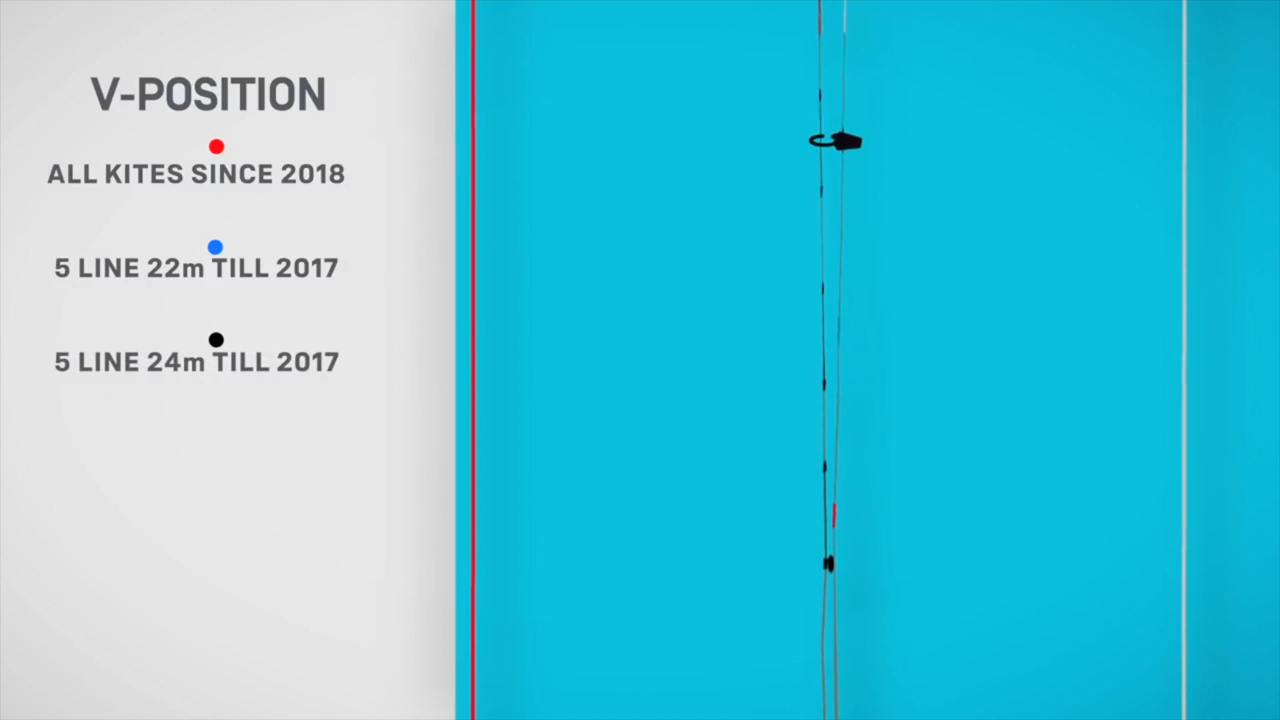 V-POSITION
ALL KITES SINCE 2018
5 LINE 22m TILL 2017
5 LINE 24m TILL 2017